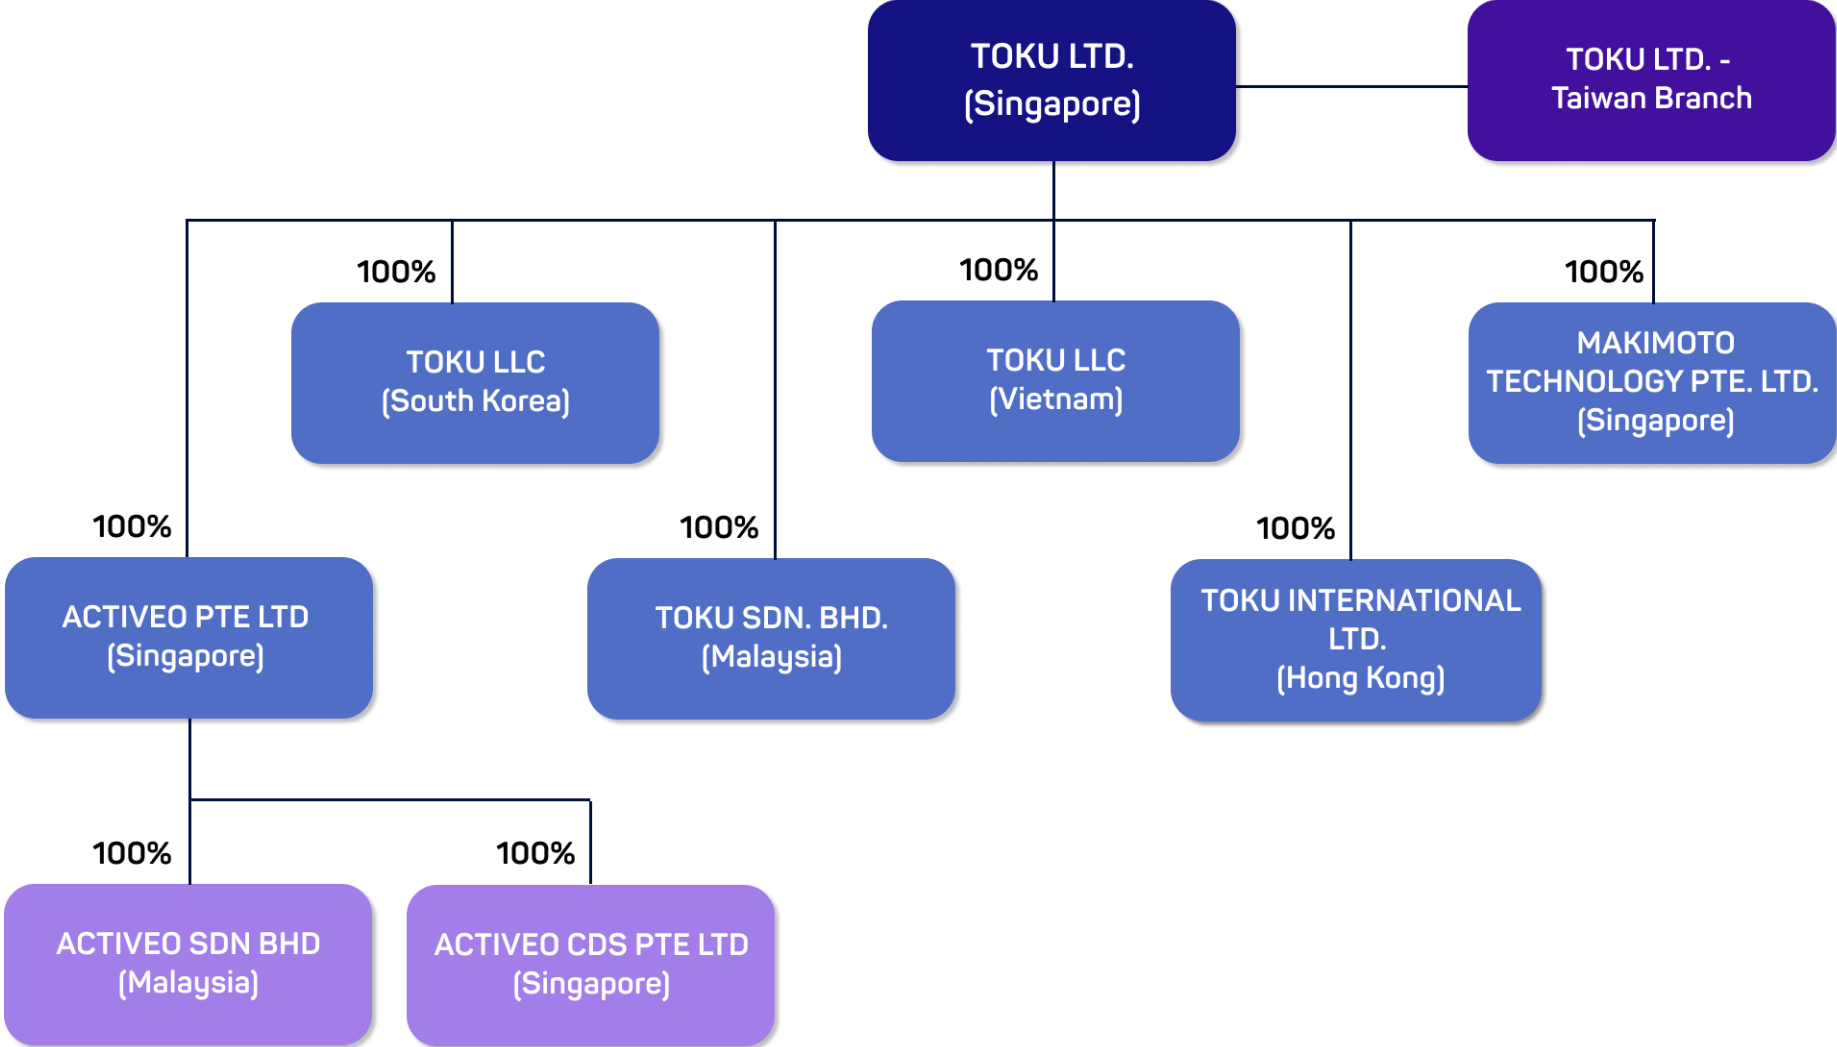 TOKU LTD.
(Singapore)
TOKU LTD. -
Taiwan Branch
100%
TOKU LLC
(South Korea)
100%
TOKU LLC
(Vietnam)
100%
MAKIMOTO
TECHNOLOGY PTE. LTD.
(Singapore)
100%
ACTIVEO PTE LTD
(Singapore)
100%
TOKU SDN. BHD.
(Malaysia)
100%
TOKU INTERNATIONAL
LTD.
(Hong Kong)
100%
ACTIVEO SDN BHD
(Malaysia)
100%
ACTIVEO CDS PTE LTD
(Singapore)